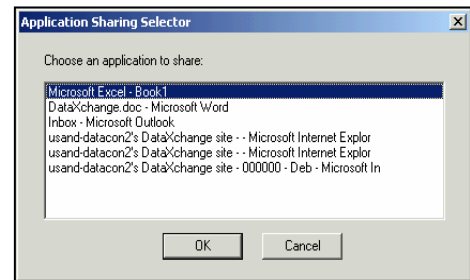 Application Sharing Selector
Choose an application to share:
Microsoft Excel - Book1
DataXchange.doc - Microsoft Word
Inbox - Microsoft Outlook
usand-datacon2's DataXchange site - - Microsoft Internet Explor
usand-datacon2's DataXchange site - - Microsoft Internet Explor
usand-datacon2's DataXchange site - 000000 - Deb - Microsoft In
OK
Cancel